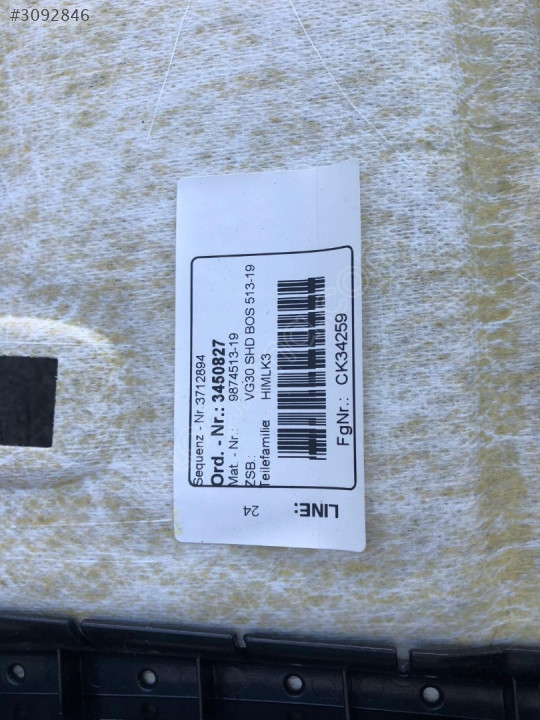 #3092846
Sequenz - Nr 3712894
Ord. - Nr.: 3450827
Mat. - Nr.: 9874513-19
ZSB.: VG30 SHD BOS 513-19
Teilefamilie HIMLK3
FgNr.: CK34259
LINE: 24